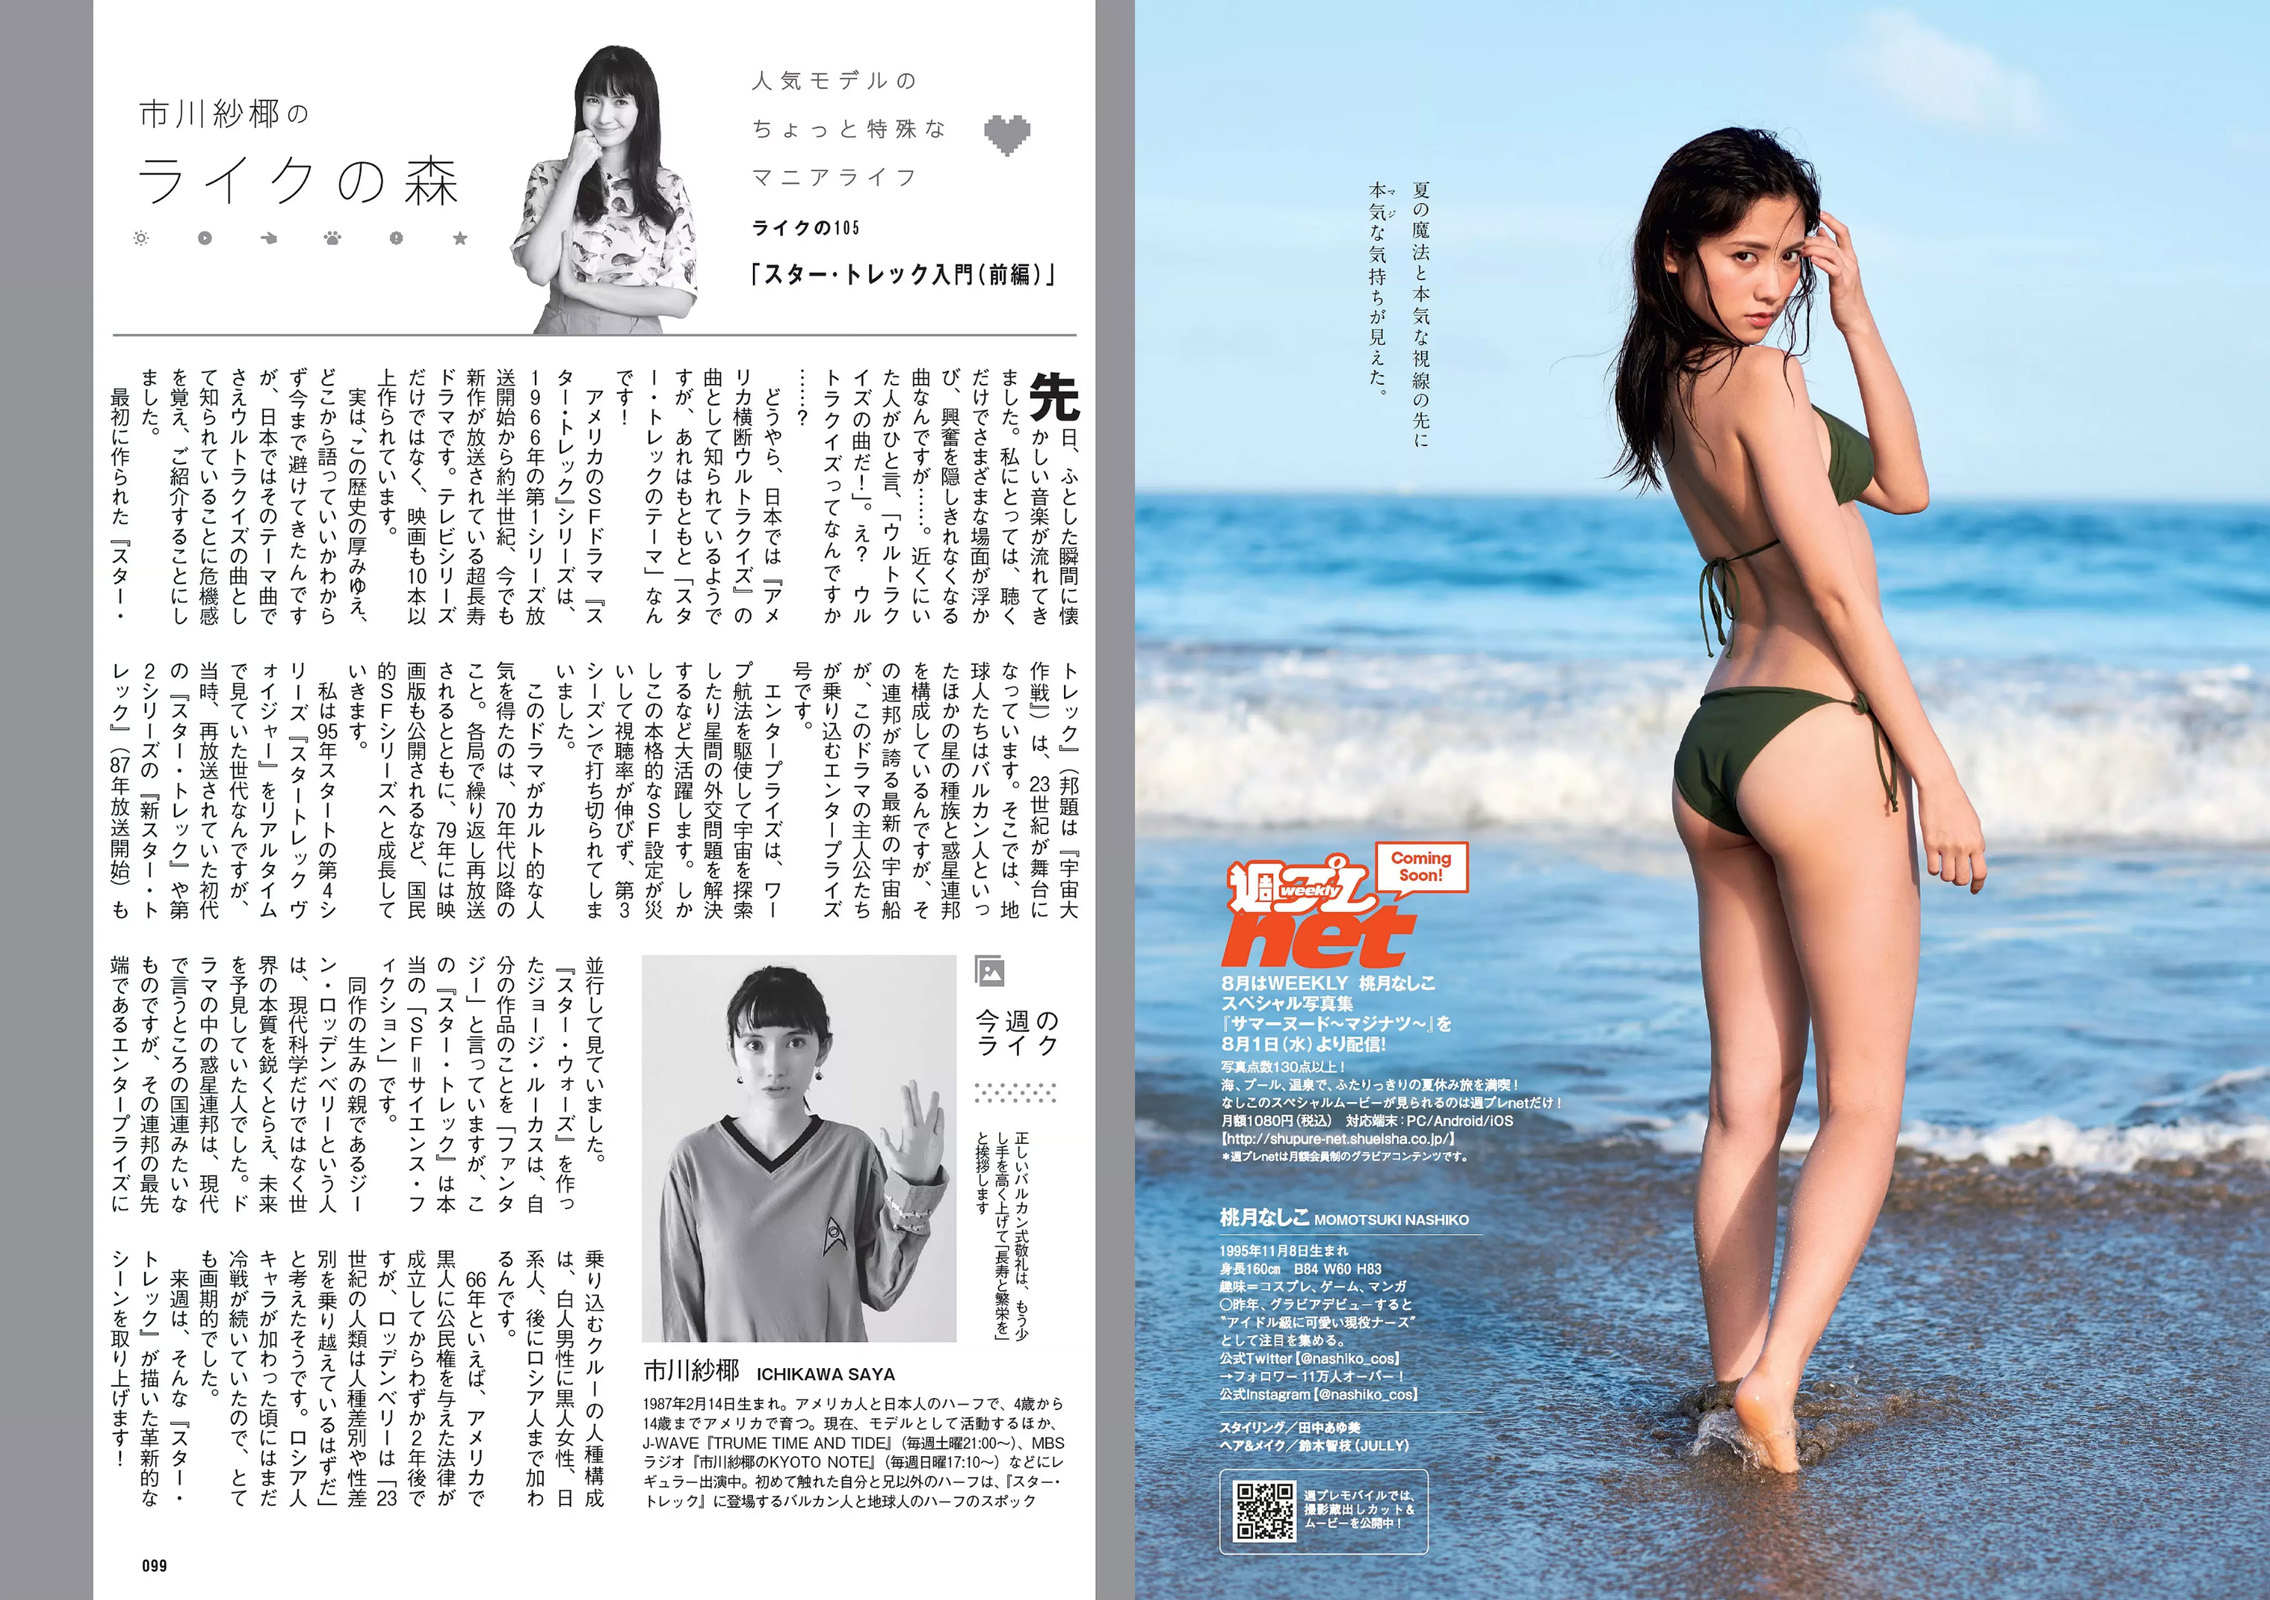 市川紗椰の
ライクの森
人気モデルの
ちょっと特殊な
マニアライフ
ライクの105
「スター・トレック入門(前編)」
先日、ふとした瞬間に懐
かしい音楽が流れてき
ました。私にとっては、聴く
だけでさまざまな場面が浮か
び、興奮を隠しきれなくなる
曲なんですが……。近くにい
た人がひと言、「ウルトラク
イズの曲だ!」。え? ウル
トラクイズってなんですか
……?
どうやら、日本では『アメ
リカ横断ウルトラクイズ』の
曲として知られているようで
すが、あれはもともと「スタ
ー・トレックのテーマ」なん
です!
アメリカのSFドラマ『ス
ター・トレック』シリーズは、
1966年の第1シリーズ放
送開始から約半世紀、今でも
新作が放送されている超長寿
ドラマです。テレビシリーズ
だけではなく、映画も10本以
上作られています。
実は、この歴史の厚みゆえ、
どこから語っていいかわから
ず今まで避けてきたんです
が、日本ではそのテーマ曲で
さえウルトラクイズの曲とし
て知られていることに危機感
を覚え、ご紹介することにし
ました。
最初に作られた『スター・
トレック』(邦題は『宇宙大
作戦』)は、23世紀が舞台に
なっています。そこでは、地
球人たちはバルカン人といっ
たほかの星の種族と惑星連邦
を構成しているんですが、そ
の連邦が誇る最新の宇宙船
が、このドラマの主人公たち
が乗り込むエンタープライズ
号です。
エンタープライズは、ワー
プ航法を駆使して宇宙を探索
したり星間の外交問題を解決
するなど大活躍します。しか
しこの本格的なSF設定が災
いして視聴率が伸びず、第3
シーズンで打ち切られてしま
いました。
このドラマがカルト的な人
気を得たのは、70年代以降の
こと。各局で繰り返し再放送
されるとともに、79年には映
画版も公開されるなど、国民
的SFシリーズへと成長して
いきます。
私は95年スタートの第4シ
リーズ『スタートレック ヴ
ォイジャー』をリアルタイム
で見ていた世代なんですが、
当時、再放送されていた初代
の『スター・トレック』や第
2シリーズの『新スター・ト
レック』(87年放送開始)も
並行して見ていました。
『スター・ウォーズ』を作っ
たジョージ・ルーカスは、自
分の作品のことを「ファンタ
ジー」と言っていますが、こ
の『スター・トレック』は本
当の「SF=サイエンス・フ
ィクション」です。
同作の生みの親であるジー
ン・ロッデンベリーという人
は、現代科学だけではなく世
界の本質を鋭くとらえ、未来
を予見していた人でした。ド
ラマの中の惑星連邦は、現代
で言うところの国連みたいな
ものですが、その連邦の最先
端であるエンタープライズに
乗り込むクルーの人種構成
は、白人男性に黒人女性、日
系人、後にロシア人まで加わ
るんです。
66年といえば、アメリカで
黒人に公民権を与えた法律が
成立してからわずか2年後で
すが、ロッデンベリーは「23
世紀の人類は人種差別や性差
別を乗り越えているはずだ」
と考えたそうです。ロシア人
キャラが加わった頃にはまだ
冷戦が続いていたので、とて
も画期的でした。
来週は、そんな『スター・
トレック』が描いた革新的な
シーンを取り上げます!
今週の
ライク
正しいバルカン式敬礼は、もう少
し手を高く上げて「長寿と繁栄を」
と挨拶します
市川紗椰 ICHIKAWA SAYA
1987年2月14日生まれ。アメリカ人と日本人のハーフで、4歳から
14歳までアメリカで育つ。現在、モデルとして活動するほか、
J-WAVE『TRUME TIME AND TIDE』(毎週土曜21:00〜)、MBS
ラジオ『市川紗椰のKYOTO NOTE』(毎週日曜17:10〜)などにレ
ギュラー出演中。初めて触れた自分と兄以外のハーフは、『スター・
トレック』に登場するバルカン人と地球人のハーフのスポック
099
夏の魔法と本気な視線の先に
本気な気持ちが見えた。
マジ
週プレ
weekly
net
Coming
Soon!
8月はWEEKLY 桃月なしこ
スペシャル写真集
『サマーヌード〜マジナツ〜』を
8月1日(水)より配信!
写真点数130点以上!
海、プール、温泉で、ふたりっきりの夏休み旅を満喫!
なしこのスペシャルムービーが見られるのは週プレnetだけ!
月額1080円(税込) 対応端末:PC/Android/iOS
【http://shupure-net.shueisha.co.jp/】
*週プレnetは月額会員制のグラビアコンテンツです。
桃月なしこ MOMOTSUKI NASHIKO
1995年11月8日生まれ
身長160㎝ B84 W60 H83
趣味=コスプレ、ゲーム、マンガ
○昨年、グラビアデビューすると
“アイドル級に可愛い現役ナース”
として注目を集める。
公式Twitter【@nashiko_cos】
→フォロワー11万人オーバー!
公式Instagram【@nashiko_cos】
スタイリング/田中あゆ美
ヘア&メイク/鈴木智枝(JULLY)
週プレモバイルでは、
撮影蔵出しカット&
ムービーを公開中!